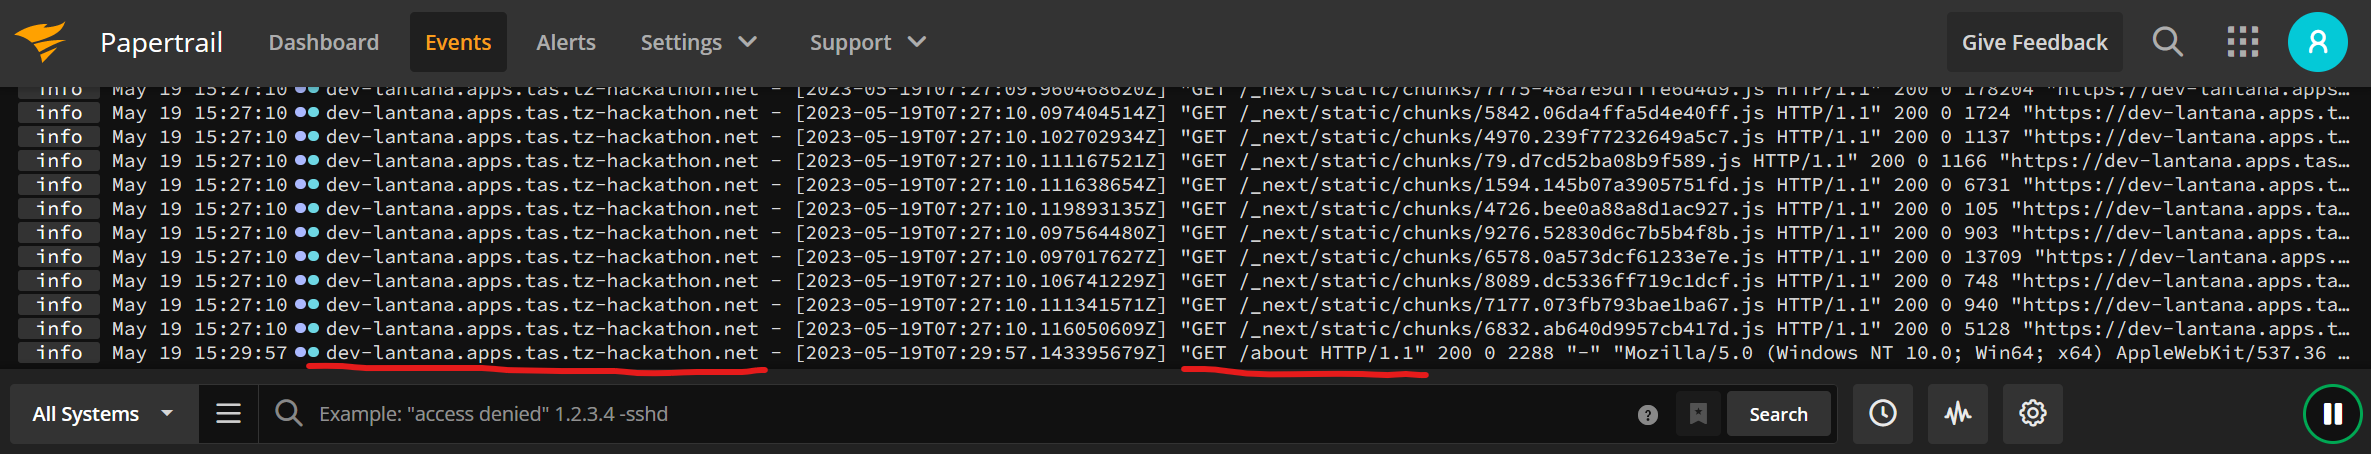 Papertrail Dashboard Events Alerts Settings Support Give Feedback
info May 19 15:27:10 dev-lantana.apps.tas.tz-hackathon.net - [2023-05-19T07:27:09.960468620Z] "GET /_next/static/chunks/7775-48a7e9dfffe6d4d9.js HTTP/1.1" 200 0 178204 "https://dev-lantana.apps…
info May 19 15:27:10 dev-lantana.apps.tas.tz-hackathon.net - [2023-05-19T07:27:10.097404514Z] "GET /_next/static/chunks/5842.06da4ffa5d4e40ff.js HTTP/1.1" 200 0 1724 "https://dev-lantana.apps.t…
info May 19 15:27:10 dev-lantana.apps.tas.tz-hackathon.net - [2023-05-19T07:27:10.102702934Z] "GET /_next/static/chunks/4970.239f77232649a5c7.js HTTP/1.1" 200 0 1137 "https://dev-lantana.apps.t…
info May 19 15:27:10 dev-lantana.apps.tas.tz-hackathon.net - [2023-05-19T07:27:10.111167521Z] "GET /_next/static/chunks/79.d7cd52ba08b9f589.js HTTP/1.1" 200 0 1166 "https://dev-lantana.apps.tas…
info May 19 15:27:10 dev-lantana.apps.tas.tz-hackathon.net - [2023-05-19T07:27:10.111638654Z] "GET /_next/static/chunks/1594.145b07a3905751fd.js HTTP/1.1" 200 0 6731 "https://dev-lantana.apps.t…
info May 19 15:27:10 dev-lantana.apps.tas.tz-hackathon.net - [2023-05-19T07:27:10.119893135Z] "GET /_next/static/chunks/4726.bee0a88a8d1ac927.js HTTP/1.1" 200 0 105 "https://dev-lantana.apps.ta…
info May 19 15:27:10 dev-lantana.apps.tas.tz-hackathon.net - [2023-05-19T07:27:10.097564480Z] "GET /_next/static/chunks/9276.52830d6c7b5b4f8b.js HTTP/1.1" 200 0 903 "https://dev-lantana.apps.ta…
info May 19 15:27:10 dev-lantana.apps.tas.tz-hackathon.net - [2023-05-19T07:27:10.097017627Z] "GET /_next/static/chunks/6578.0a573dcf61233e7e.js HTTP/1.1" 200 0 13709 "https://dev-lantana.apps.…
info May 19 15:27:10 dev-lantana.apps.tas.tz-hackathon.net - [2023-05-19T07:27:10.106741229Z] "GET /_next/static/chunks/8089.dc5336ff719c1dcf.js HTTP/1.1" 200 0 748 "https://dev-lantana.apps.ta…
info May 19 15:27:10 dev-lantana.apps.tas.tz-hackathon.net - [2023-05-19T07:27:10.111341571Z] "GET /_next/static/chunks/7177.073fb793bae1ba67.js HTTP/1.1" 200 0 940 "https://dev-lantana.apps.ta…
info May 19 15:27:10 dev-lantana.apps.tas.tz-hackathon.net - [2023-05-19T07:27:10.116050609Z] "GET /_next/static/chunks/6832.ab640d9957cb417d.js HTTP/1.1" 200 0 5128 "https://dev-lantana.apps.t…
info May 19 15:29:57 dev-lantana.apps.tas.tz-hackathon.net - [2023-05-19T07:29:57.143395679Z] "GET /about HTTP/1.1" 200 0 2288 "-" "Mozilla/5.0 (Windows NT 10.0; Win64; x64) AppleWebKit/537.36 …
All Systems Example: "access denied" 1.2.3.4 -sshd ? Search